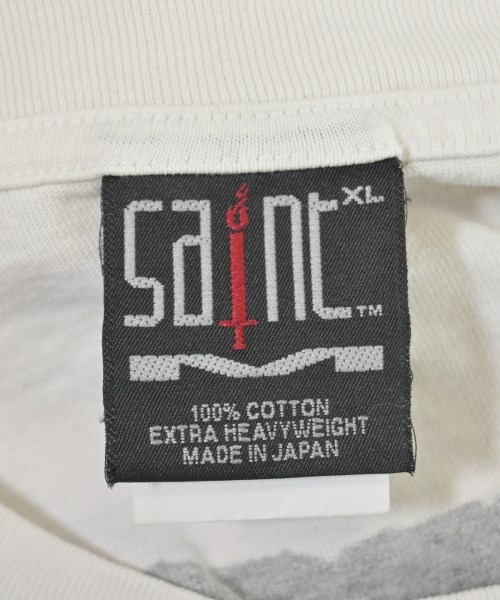 saint XL
™
100% COTTON
EXTRA HEAVYWEIGHT
MADE IN JAPAN